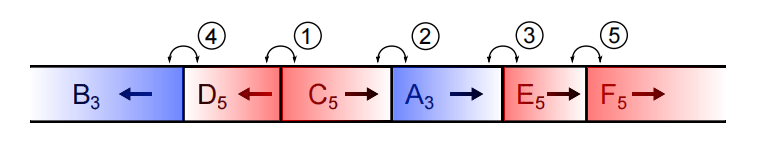 ④ ① ② ③ ⑤
B₃ D₅ C₅ A₃ E₅ F₅